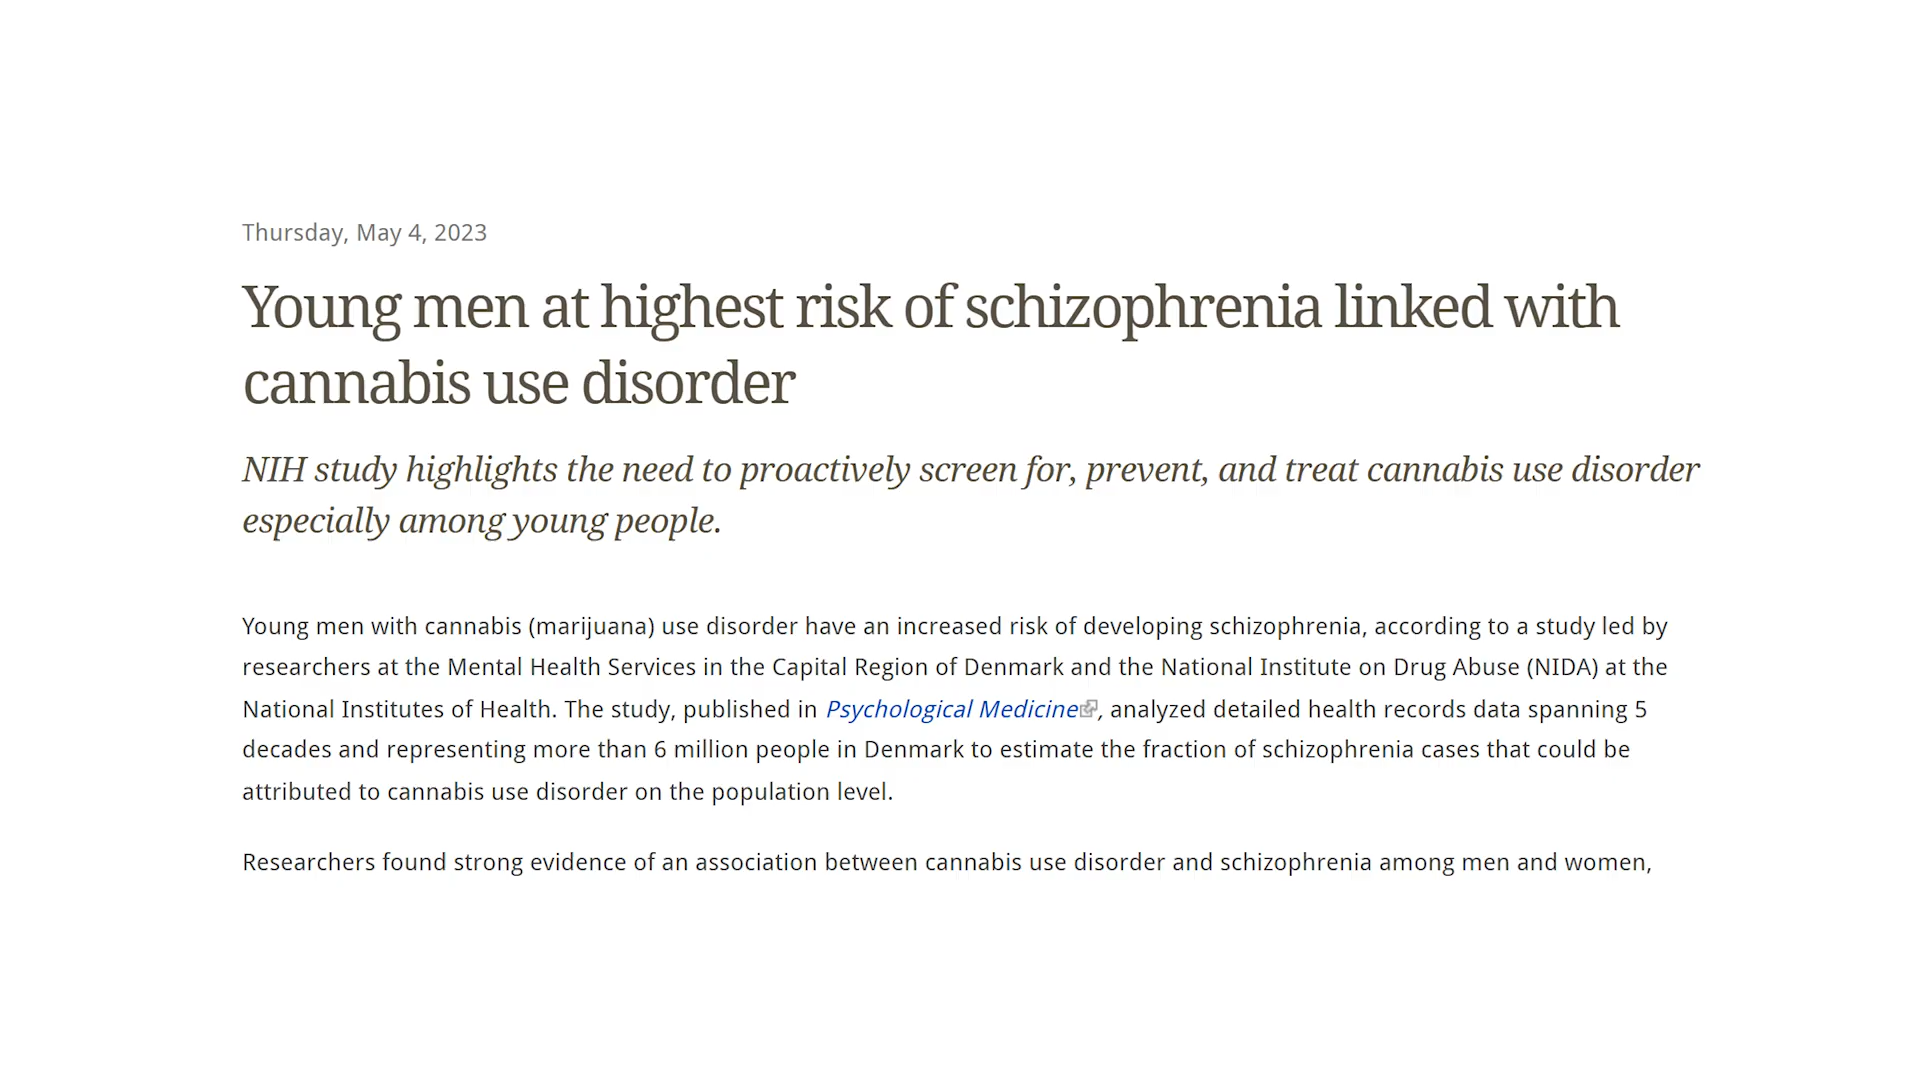 Thursday, May 4, 2023
Young men at highest risk of schizophrenia linked with
cannabis use disorder
NIH study highlights the need to proactively screen for, prevent, and treat cannabis use disorder
especially among young people.
Young men with cannabis (marijuana) use disorder have an increased risk of developing schizophrenia, according to a study led by
researchers at the Mental Health Services in the Capital Region of Denmark and the National Institute on Drug Abuse (NIDA) at the
National Institutes of Health. The study, published in Psychological Medicine, analyzed detailed health records data spanning 5
decades and representing more than 6 million people in Denmark to estimate the fraction of schizophrenia cases that could be
attributed to cannabis use disorder on the population level.
Researchers found strong evidence of an association between cannabis use disorder and schizophrenia among men and women,